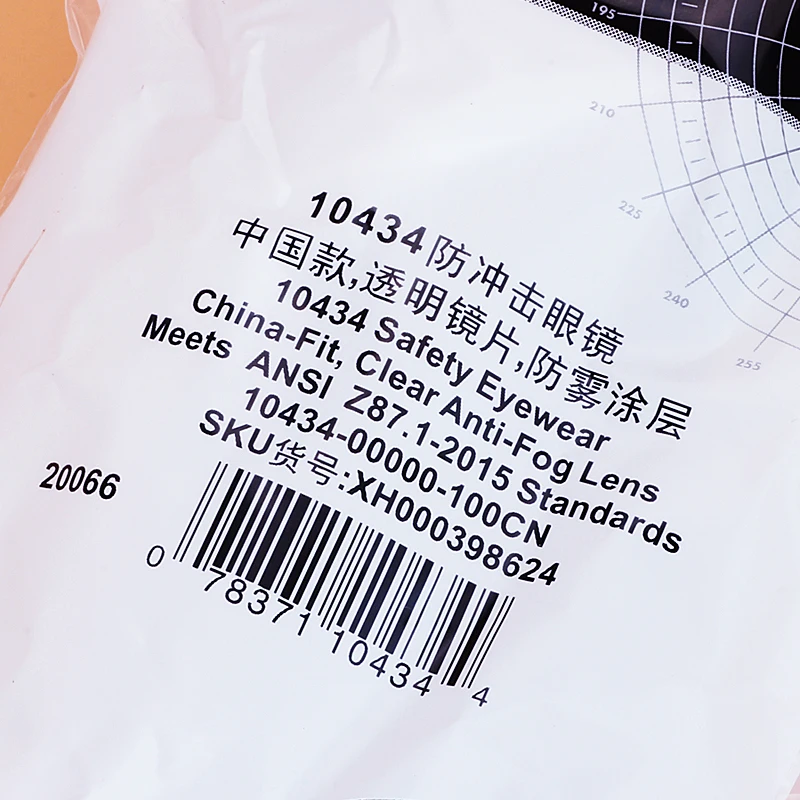 195
210
225
240
255
10434防冲击眼镜
中国款,透明镜片,防雾涂层
10434 Safety Eyewear
China-Fit, Clear Anti-Fog Lens
Meets ANSI Z87.1-2015 Standards
10434-00000-100CN
SKU货号:XH000398624
20066
0 78371 10434 4